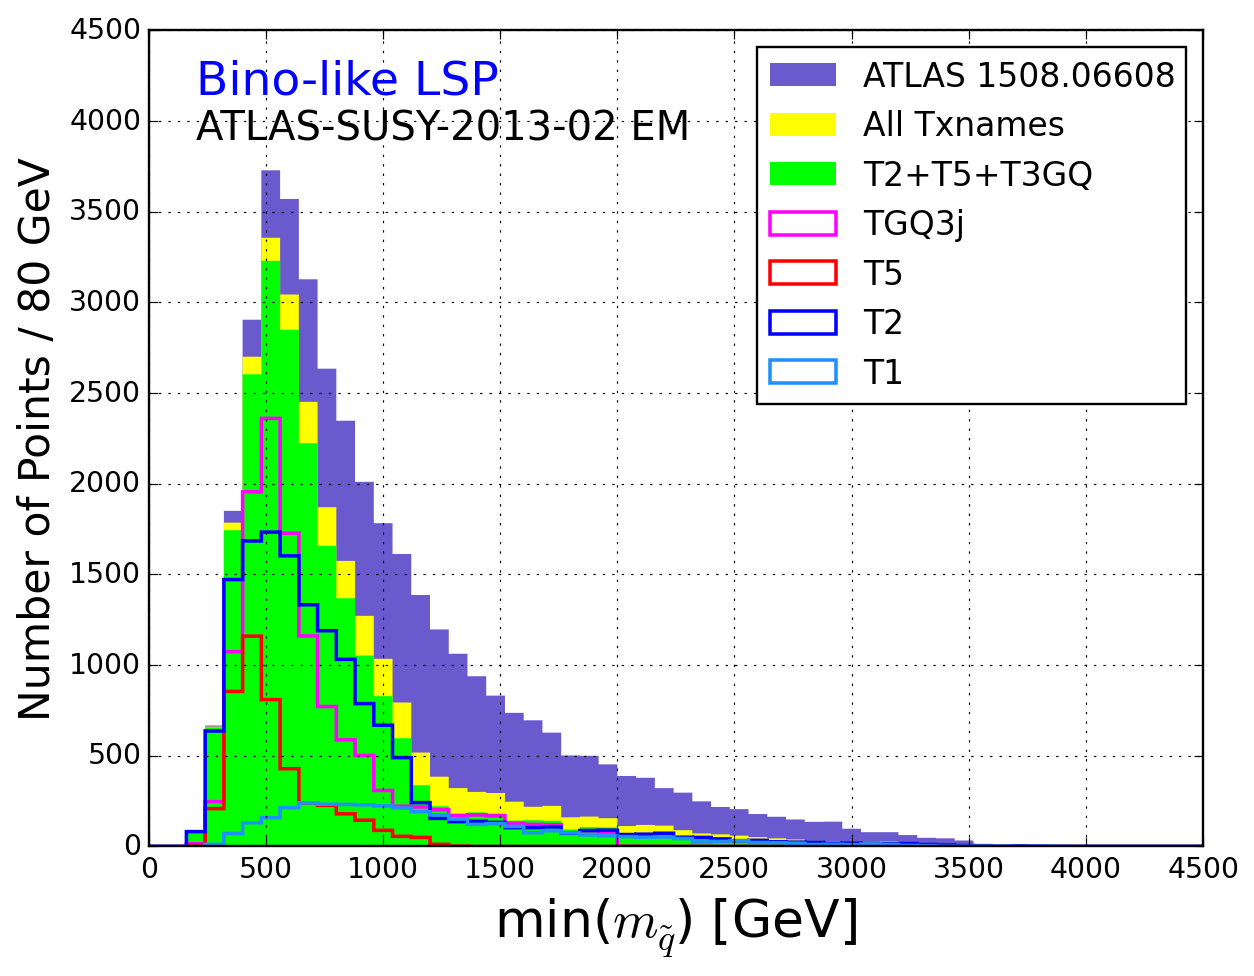 4500
4000
3500
3000
2500
2000
1500
1000
500
0
Number of Points / 80 GeV
Bino-like LSP
ATLAS-SUSY-2013-02 EM
ATLAS 1508.06608
All Txnames
T2+T5+T3GQ
TGQ3j
T5
T2
T1
0 500 1000 1500 2000 2500 3000 3500 4000 4500
min(m_q̃) [GeV]